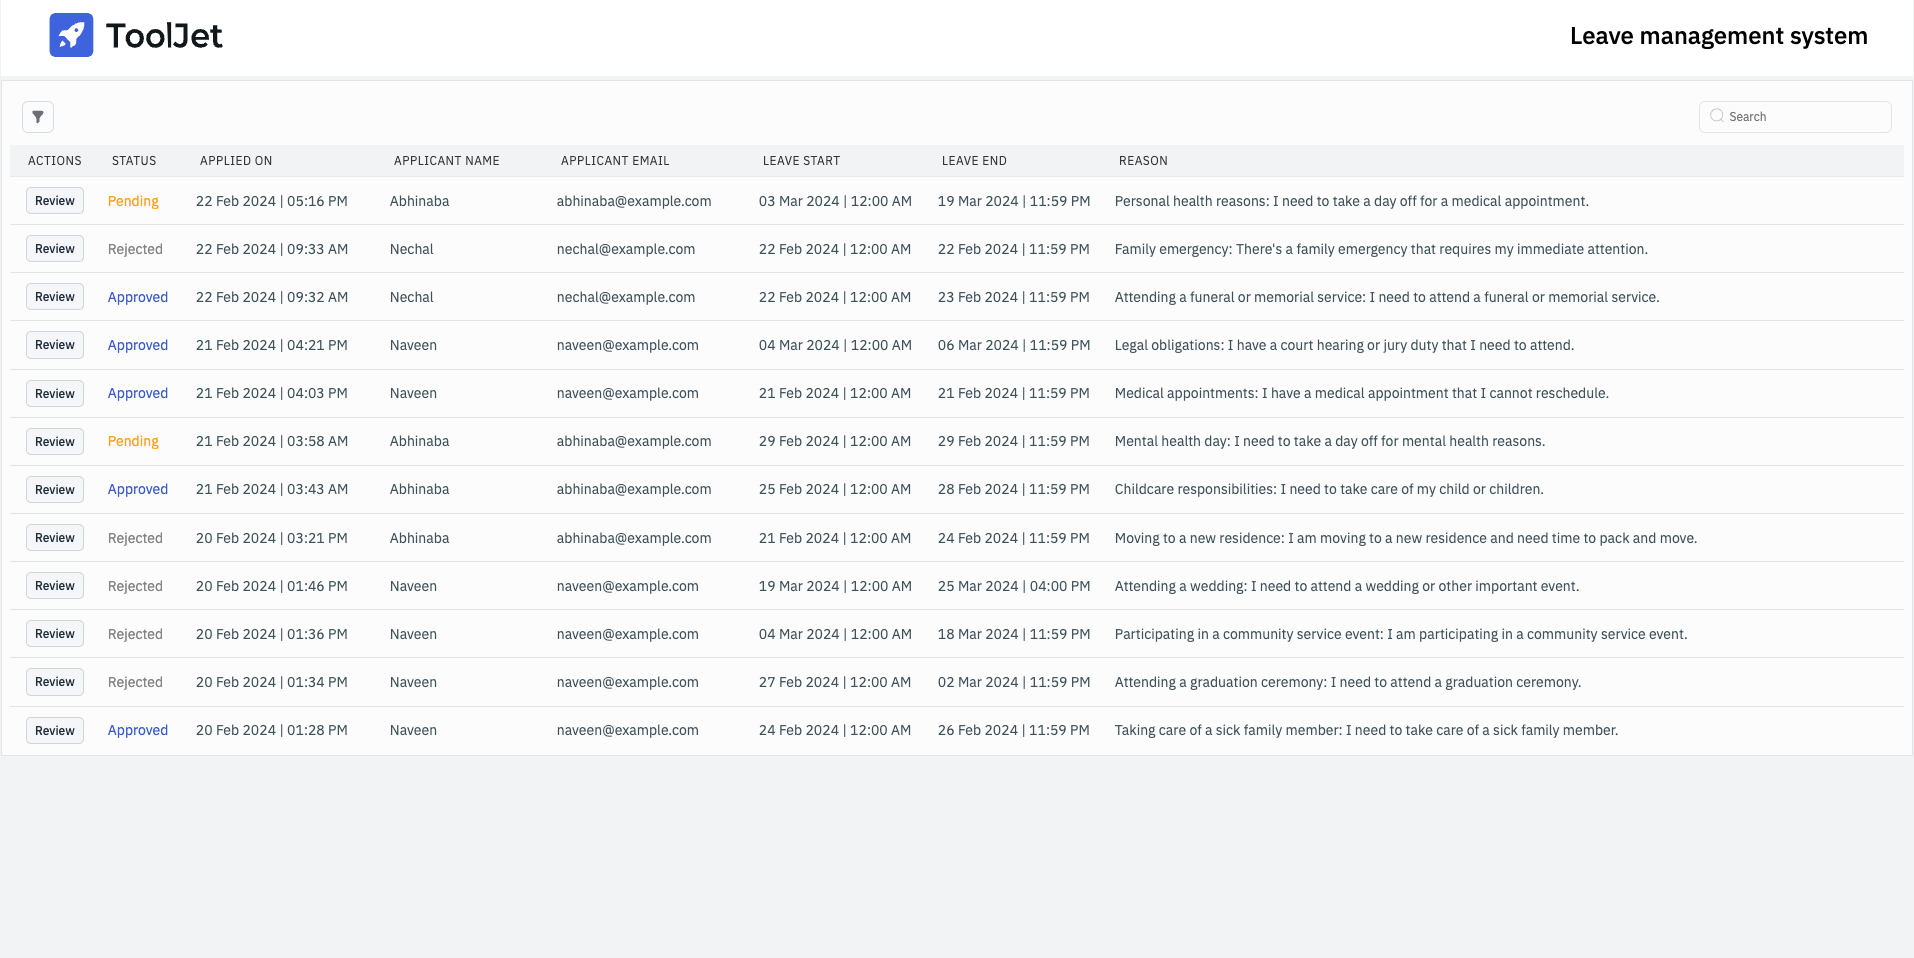 ToolJet
Leave management system
Search
ACTIONS STATUS APPLIED ON APPLICANT NAME APPLICANT EMAIL LEAVE START LEAVE END REASON
Review Pending 22 Feb 2024 | 05:16 PM Abhinaba abhinaba@example.com 03 Mar 2024 | 12:00 AM 19 Mar 2024 | 11:59 PM Personal health reasons: I need to take a day off for a medical appointment.
Review Rejected 22 Feb 2024 | 09:33 AM Nechal nechal@example.com 22 Feb 2024 | 12:00 AM 22 Feb 2024 | 11:59 PM Family emergency: There's a family emergency that requires my immediate attention.
Review Approved 22 Feb 2024 | 09:32 AM Nechal nechal@example.com 22 Feb 2024 | 12:00 AM 23 Feb 2024 | 11:59 PM Attending a funeral or memorial service: I need to attend a funeral or memorial service.
Review Approved 21 Feb 2024 | 04:21 PM Naveen naveen@example.com 04 Mar 2024 | 12:00 AM 06 Mar 2024 | 11:59 PM Legal obligations: I have a court hearing or jury duty that I need to attend.
Review Approved 21 Feb 2024 | 04:03 PM Naveen naveen@example.com 21 Feb 2024 | 12:00 AM 21 Feb 2024 | 11:59 PM Medical appointments: I have a medical appointment that I cannot reschedule.
Review Pending 21 Feb 2024 | 03:58 AM Abhinaba abhinaba@example.com 29 Feb 2024 | 12:00 AM 29 Feb 2024 | 11:59 PM Mental health day: I need to take a day off for mental health reasons.
Review Approved 21 Feb 2024 | 03:43 AM Abhinaba abhinaba@example.com 25 Feb 2024 | 12:00 AM 28 Feb 2024 | 11:59 PM Childcare responsibilities: I need to take care of my child or children.
Review Rejected 20 Feb 2024 | 03:21 PM Abhinaba abhinaba@example.com 21 Feb 2024 | 12:00 AM 24 Feb 2024 | 11:59 PM Moving to a new residence: I am moving to a new residence and need time to pack and move.
Review Rejected 20 Feb 2024 | 01:46 PM Naveen naveen@example.com 19 Mar 2024 | 12:00 AM 25 Mar 2024 | 04:00 PM Attending a wedding: I need to attend a wedding or other important event.
Review Rejected 20 Feb 2024 | 01:36 PM Naveen naveen@example.com 04 Mar 2024 | 12:00 AM 18 Mar 2024 | 11:59 PM Participating in a community service event: I am participating in a community service event.
Review Rejected 20 Feb 2024 | 01:34 PM Naveen naveen@example.com 27 Feb 2024 | 12:00 AM 02 Mar 2024 | 11:59 PM Attending a graduation ceremony: I need to attend a graduation ceremony.
Review Approved 20 Feb 2024 | 01:28 PM Naveen naveen@example.com 24 Feb 2024 | 12:00 AM 26 Feb 2024 | 11:59 PM Taking care of a sick family member: I need to take care of a sick family member.